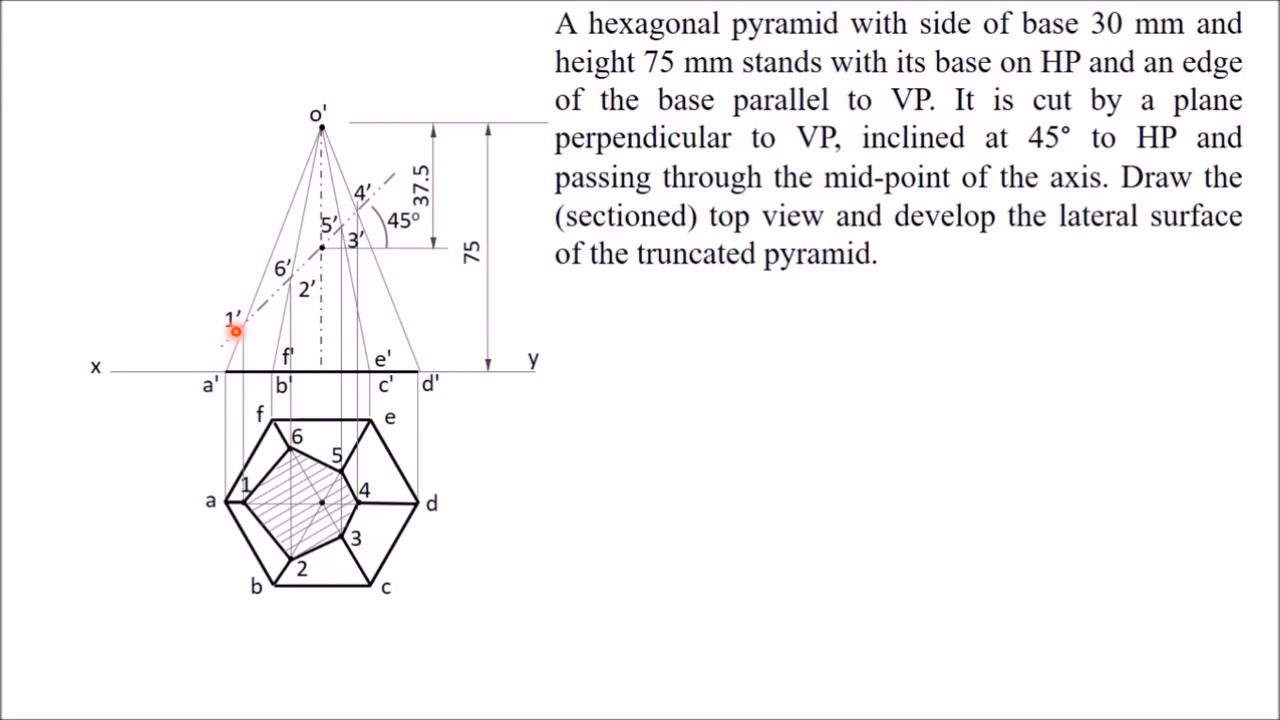 A hexagonal pyramid with side of base 30 mm and
height 75 mm stands with its base on HP and an edge
of the base parallel to VP. It is cut by a plane
perpendicular to VP, inclined at 45° to HP and
passing through the mid-point of the axis. Draw the
(sectioned) top view and develop the lateral surface
of the truncated pyramid.
o'
4'
37.5
5'
45°
3'
75
6'
2'
1'
x
f'
e'
y
a'
b'
c'
d'
f
e
6
5
1
4
a
d
3
2
b
c